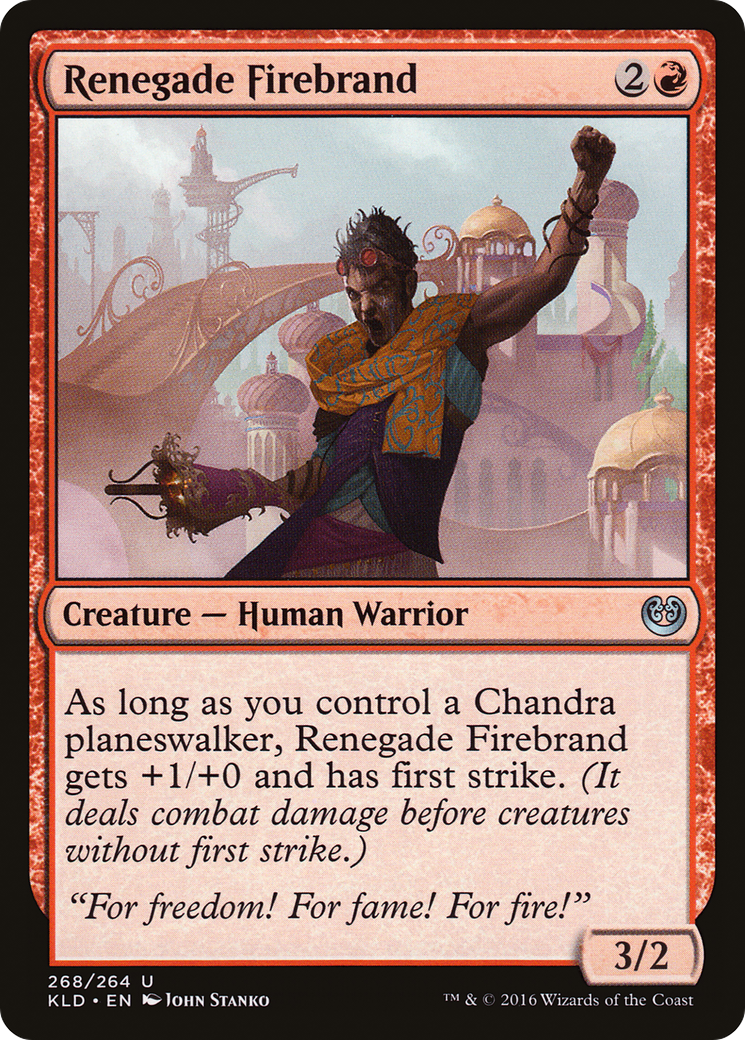 Renegade Firebrand 2
Creature — Human Warrior
As long as you control a Chandra
planeswalker, Renegade Firebrand
gets +1/+0 and has first strike. (It
deals combat damage before creatures
without first strike.)
“For freedom! For fame! For fire!”
3/2
268/264 U
KLD • EN John Stanko
™ & © 2016 Wizards of the Coast